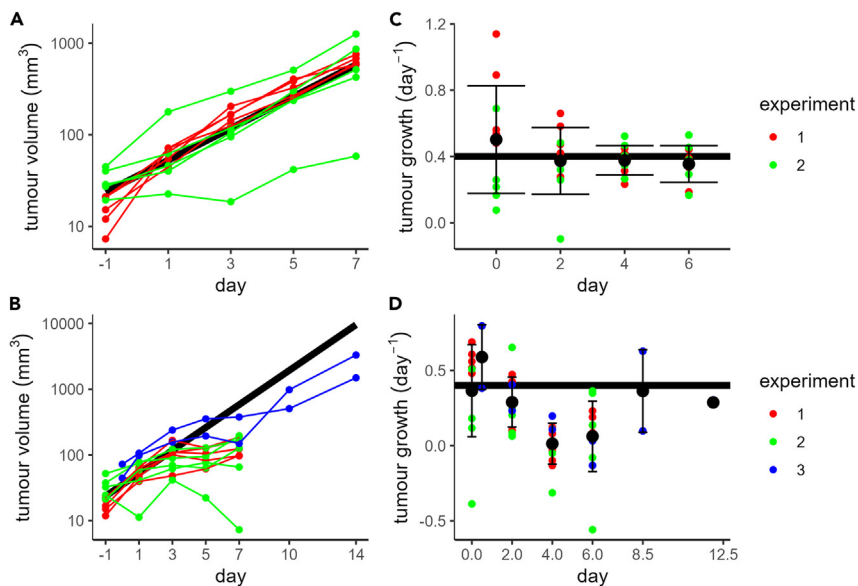 A
tumour volume (mm³)
1000
100
10
-1 1 3 5 7
day
C
tumour growth (day⁻¹)
1.2
0.8
0.4
0.0
0 2 4 6
day
experiment
1
2
B
tumour volume (mm³)
10000
1000
100
10
-1 1 3 5 7 10 14
day
D
tumour growth (day⁻¹)
0.5
0.0
-0.5
0.0 2.0 4.0 6.0 8.5 12.5
day
experiment
1
2
3